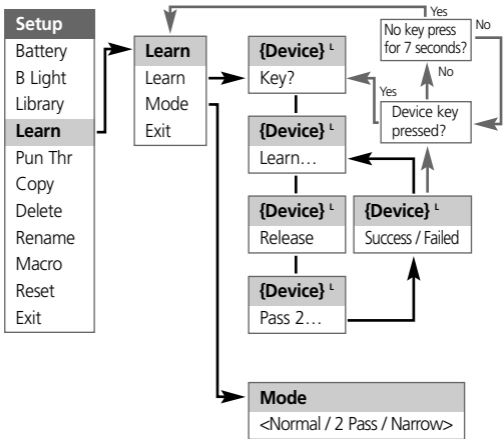 Setup
Battery
B Light
Library
Learn
Pun Thr
Copy
Delete
Rename
Macro
Reset
Exit
Learn
Learn
Mode
Exit
{Device} L
Key?
{Device} L
Learn…
{Device} L
Release
{Device} L
Pass 2…
{Device} L
Success / Failed
Device key
pressed?
Yes
No
No key press
for 7 seconds?
Yes
No
Mode
<Normal / 2 Pass / Narrow>